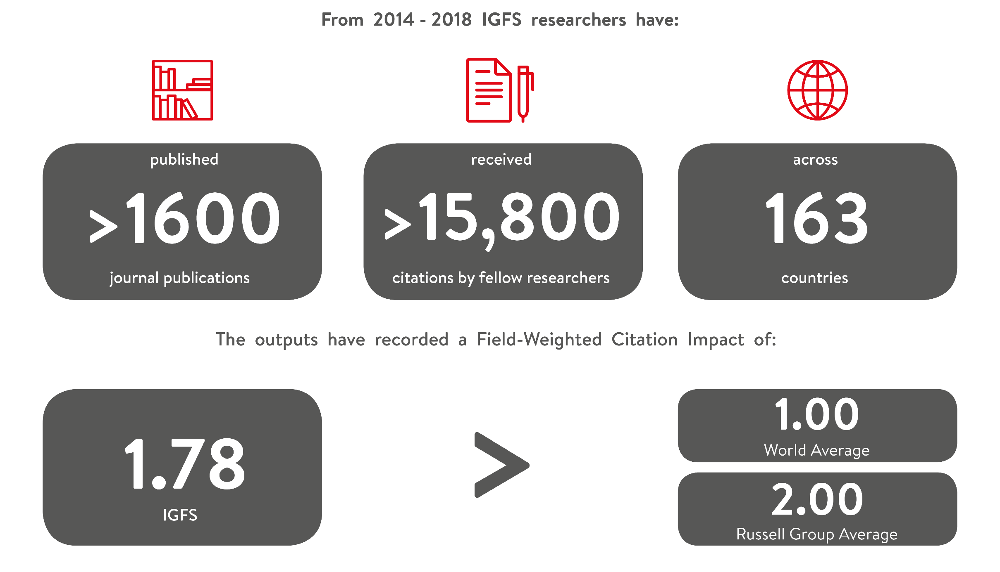 From 2014 - 2018 IGFS researchers have:
published
>1600
journal publications
received
>15,800
citations by fellow researchers
across
163
countries
The outputs have recorded a Field-Weighted Citation Impact of:
1.78
IGFS
>
1.00
World Average
2.00
Russell Group Average